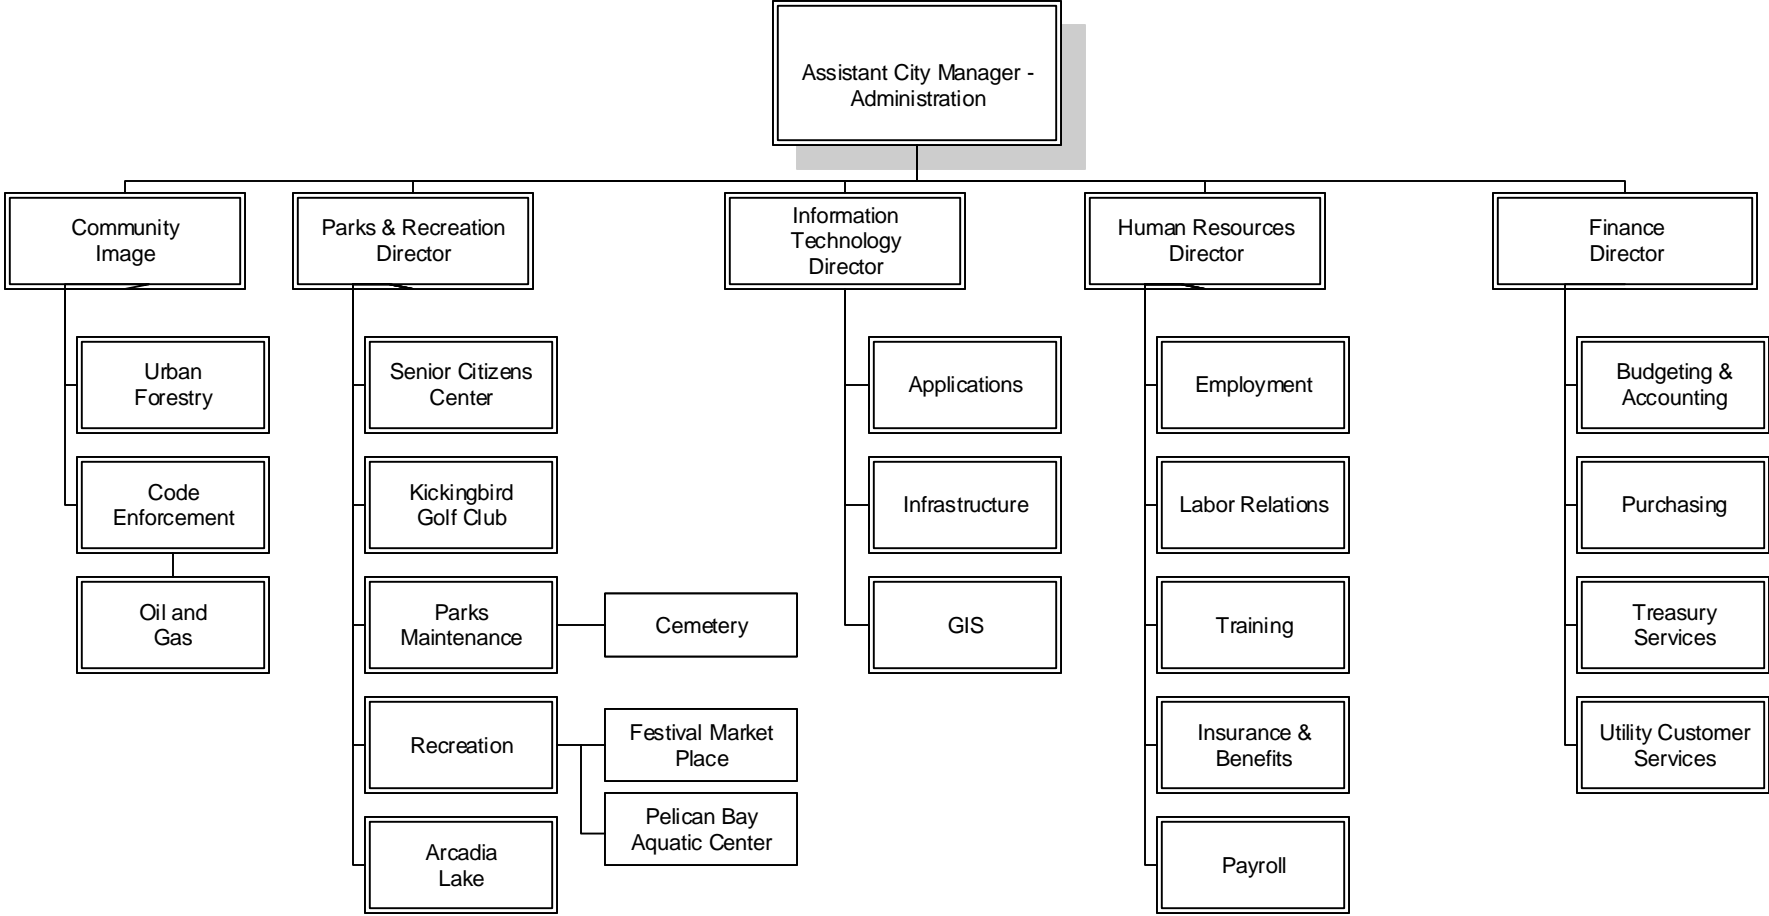 Assistant City Manager -
Administration
Community
Image
Parks & Recreation
Director
Information
Technology
Director
Human Resources
Director
Finance
Director
Urban
Forestry
Senior Citizens
Center
Applications
Employment
Budgeting &
Accounting
Code
Enforcement
Kickingbird
Golf Club
Infrastructure
Labor Relations
Purchasing
Oil and
Gas
Parks
Maintenance
Cemetery
GIS
Training
Treasury
Services
Recreation
Festival Market
Place
Insurance &
Benefits
Utility Customer
Services
Pelican Bay
Aquatic Center
Arcadia
Lake
Payroll